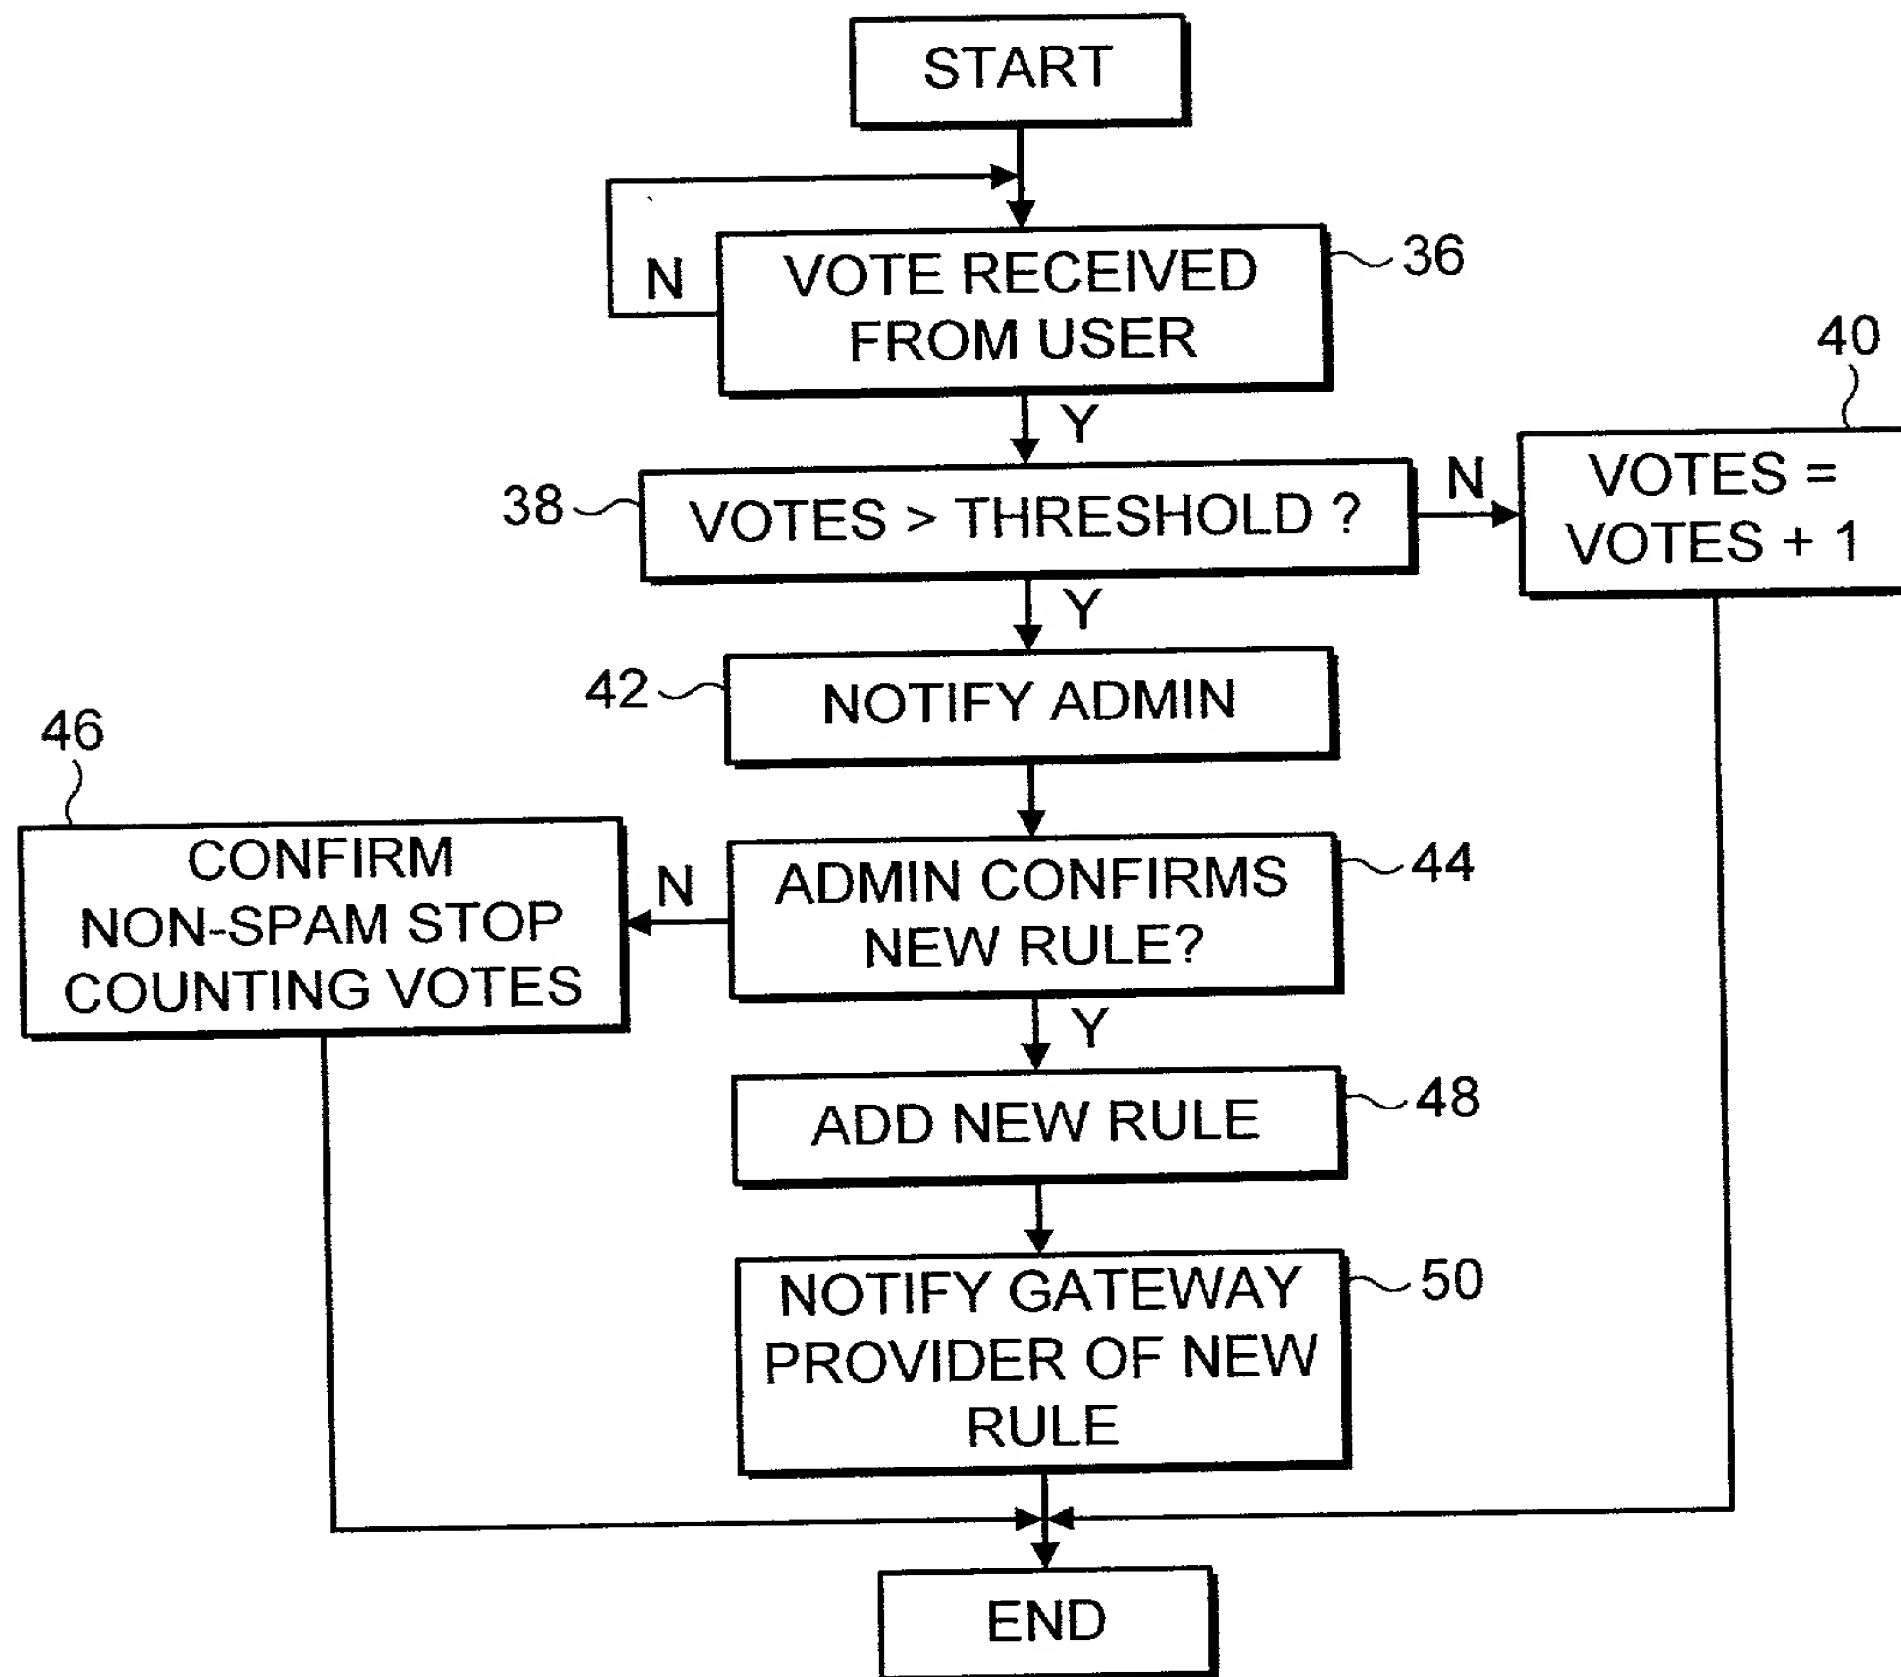 START
N
VOTE RECEIVED
FROM USER
36
40
Y
38
VOTES > THRESHOLD ?
N
VOTES =
VOTES + 1
Y
42
NOTIFY ADMIN
46
CONFIRM
NON-SPAM STOP
COUNTING VOTES
N
ADMIN CONFIRMS
NEW RULE?
44
Y
ADD NEW RULE
48
NOTIFY GATEWAY
PROVIDER OF NEW
RULE
50
END